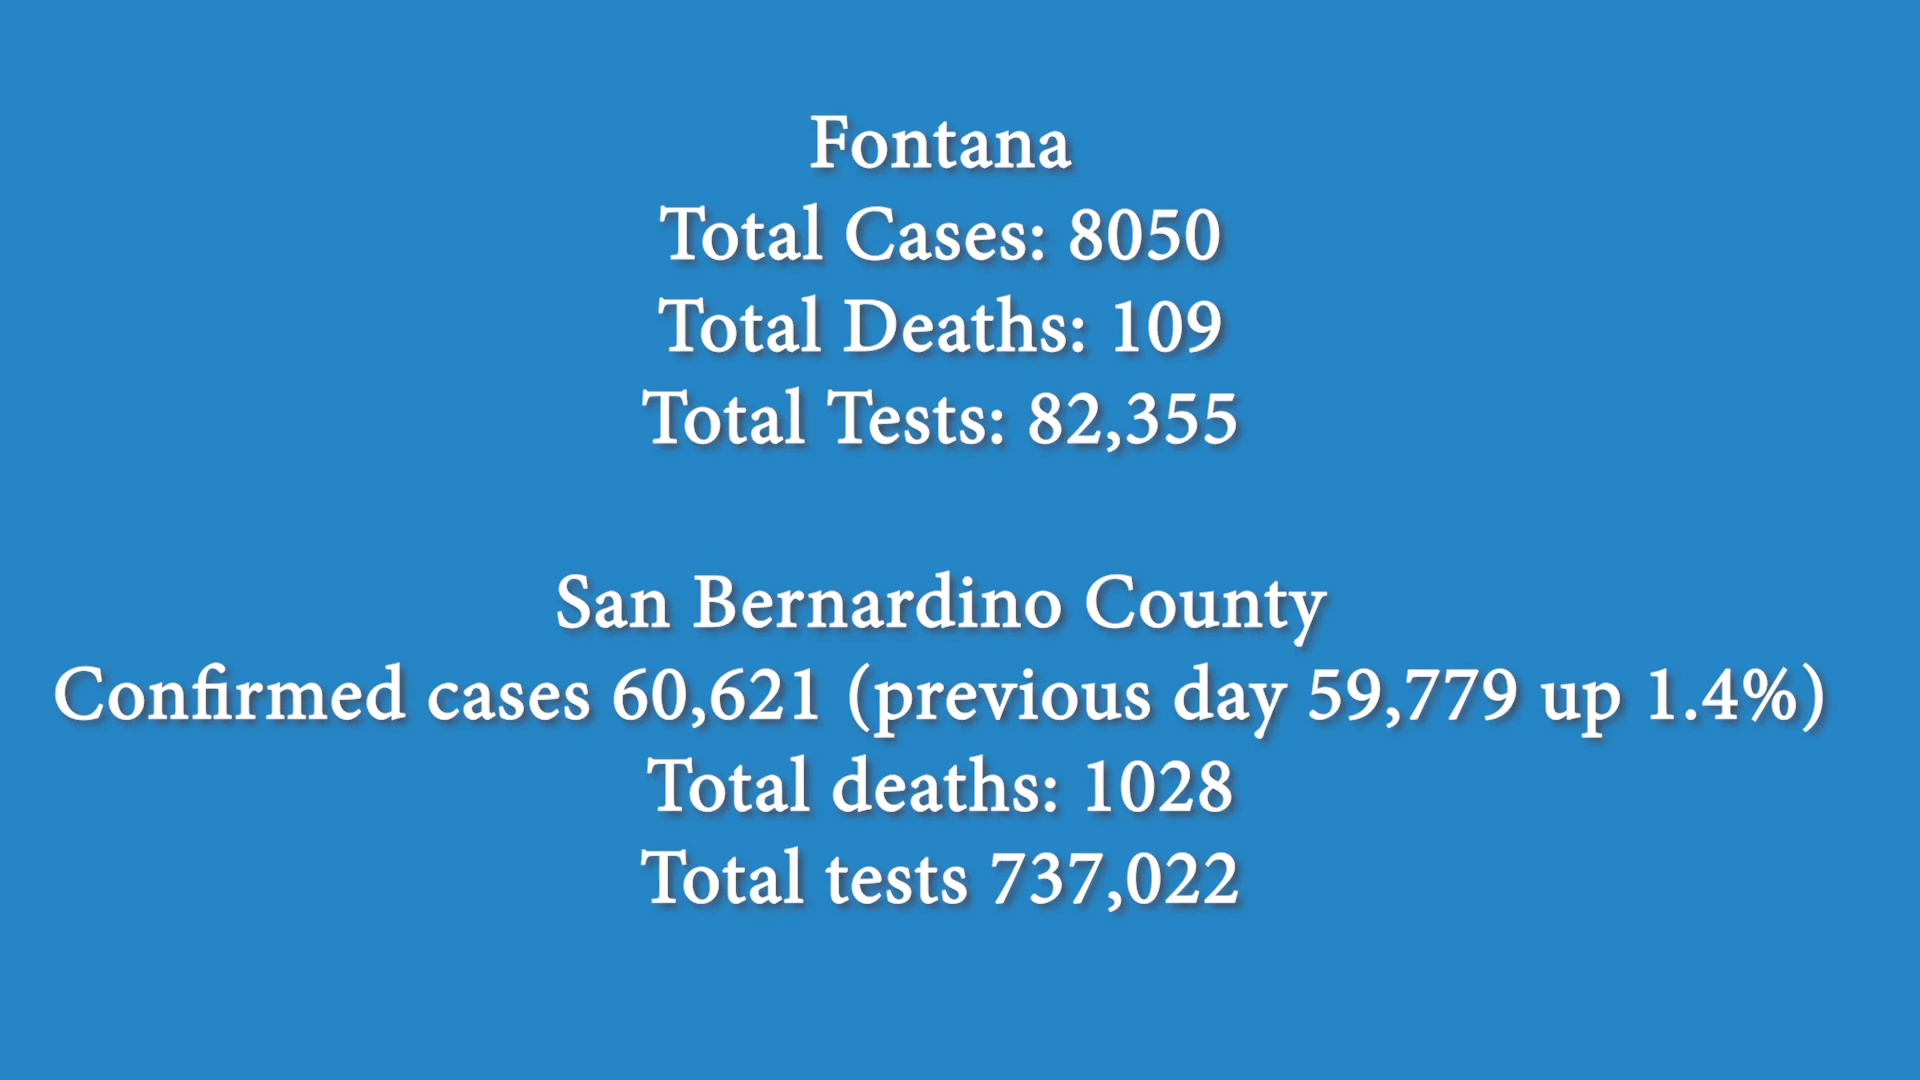 Fontana
Total Cases: 8050
Total Deaths: 109
Total Tests: 82,355
San Bernardino County
Confirmed cases 60,621 (previous day 59,779 up 1.4%)
Total deaths: 1028
Total tests 737,022